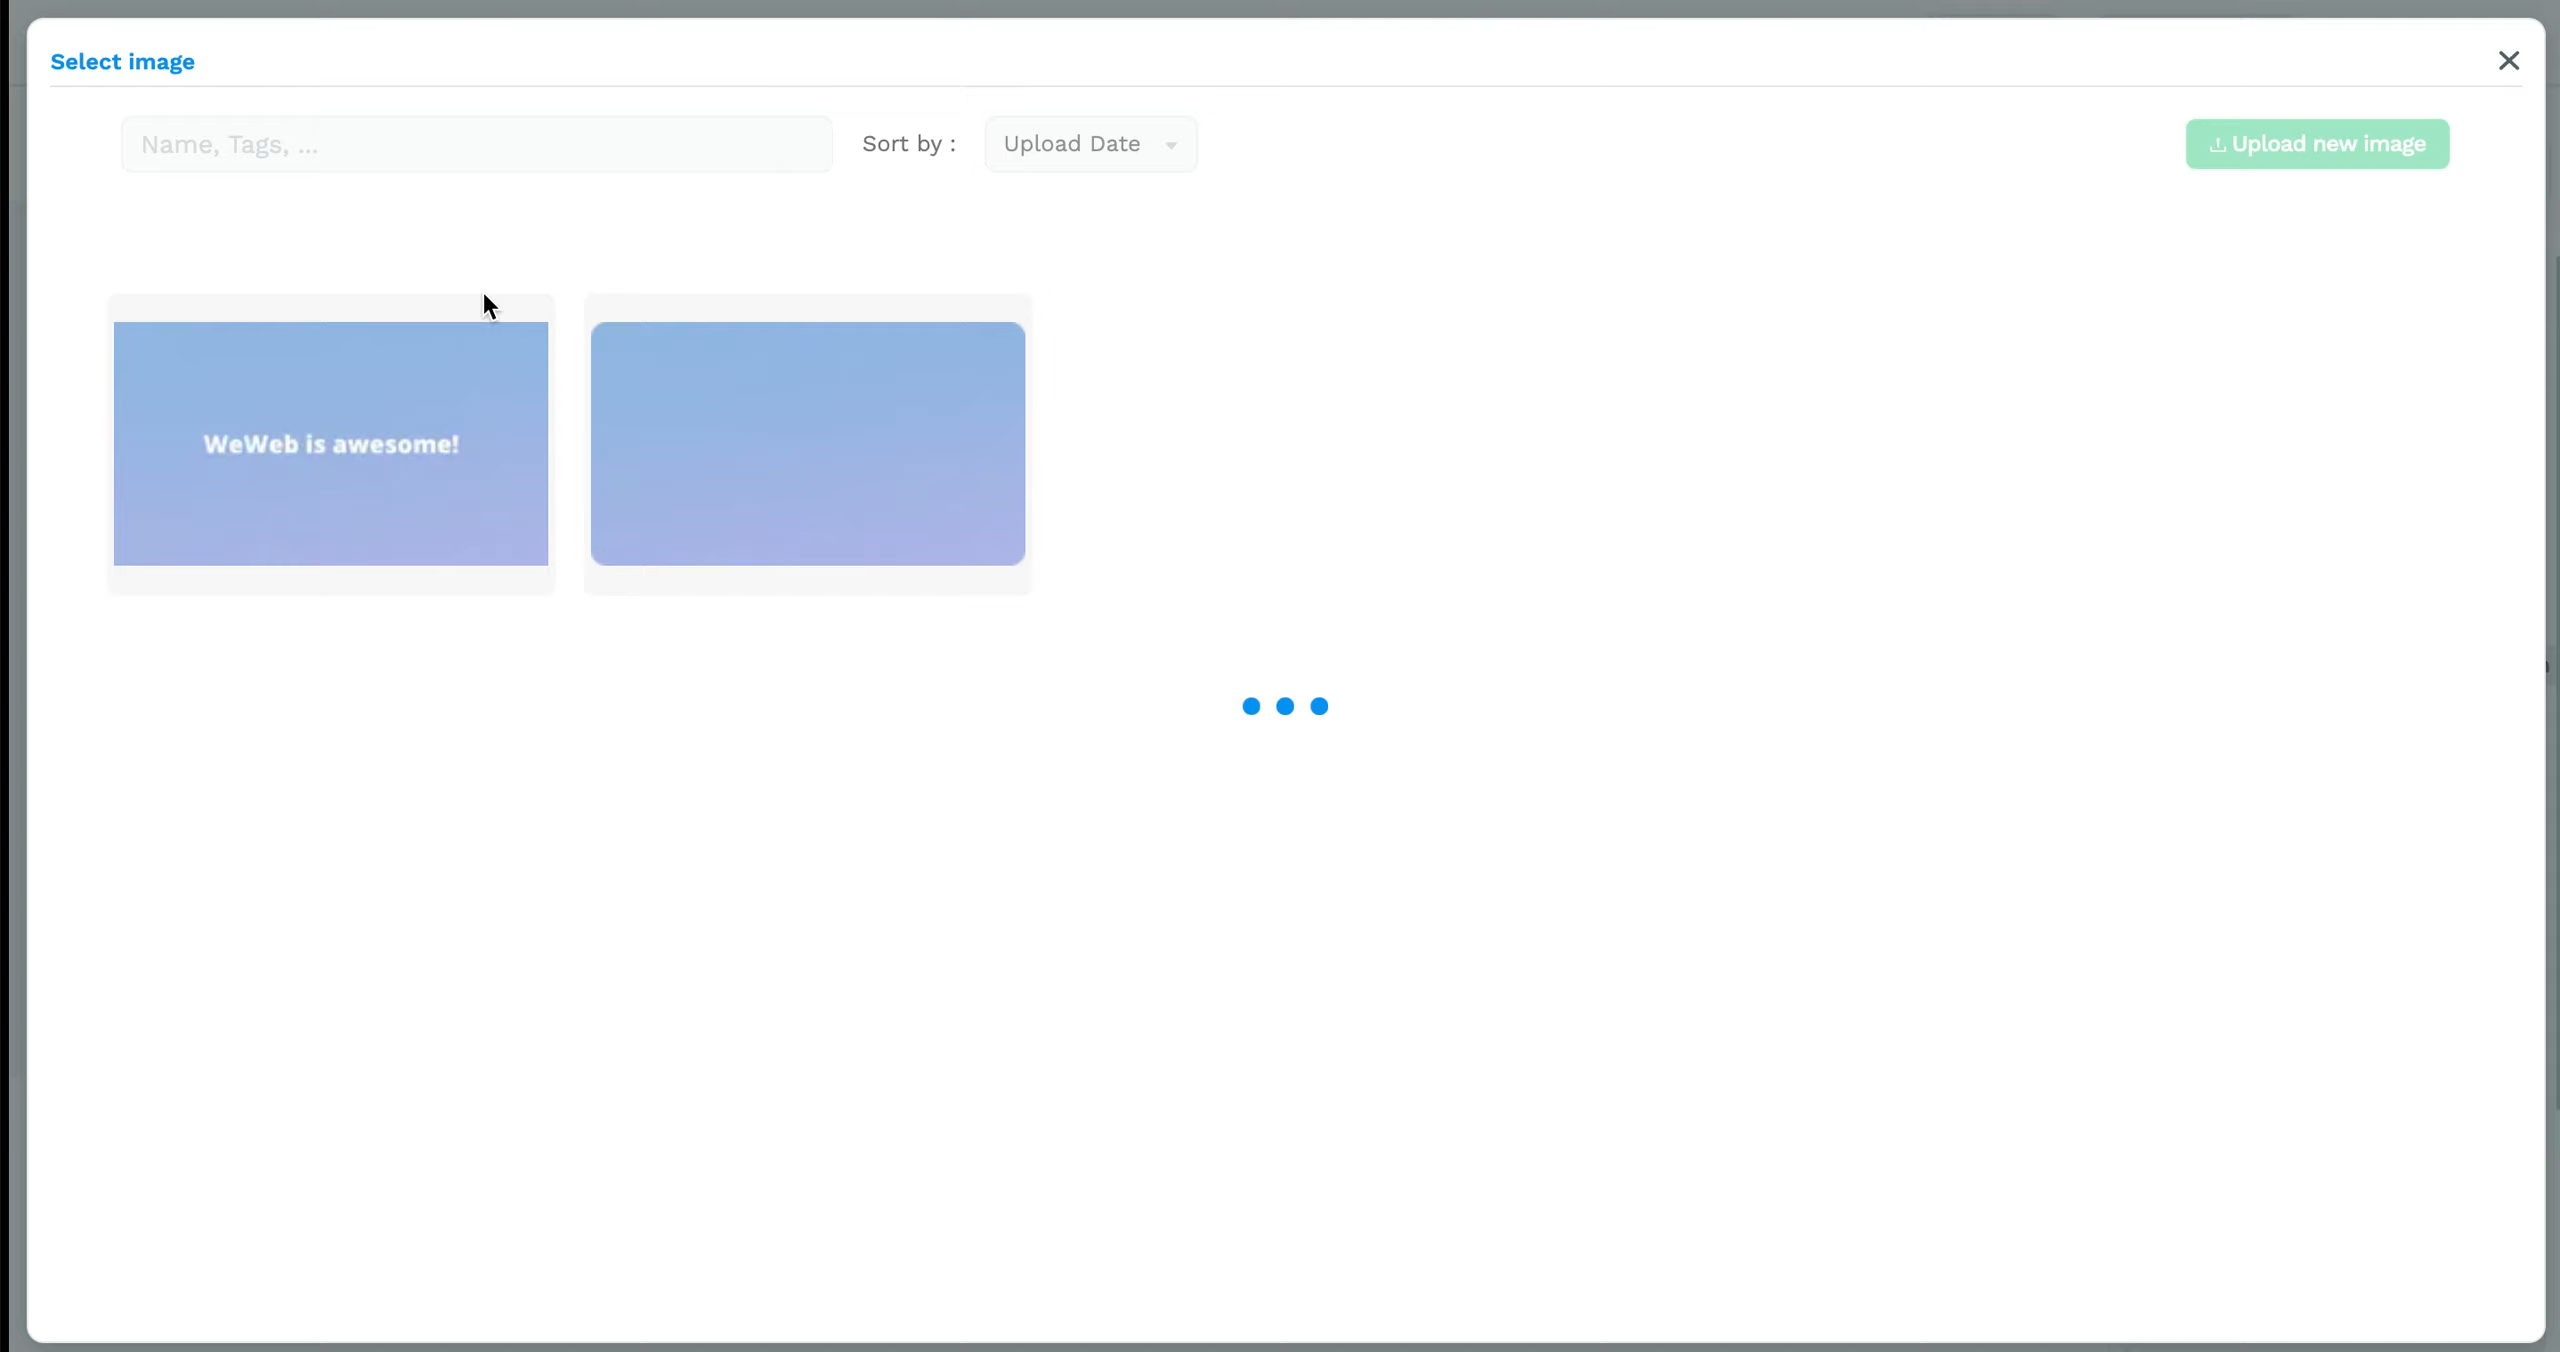 Select image
Name, Tags, ...
Sort by :
Upload Date
Upload new image
WeWeb is awesome!